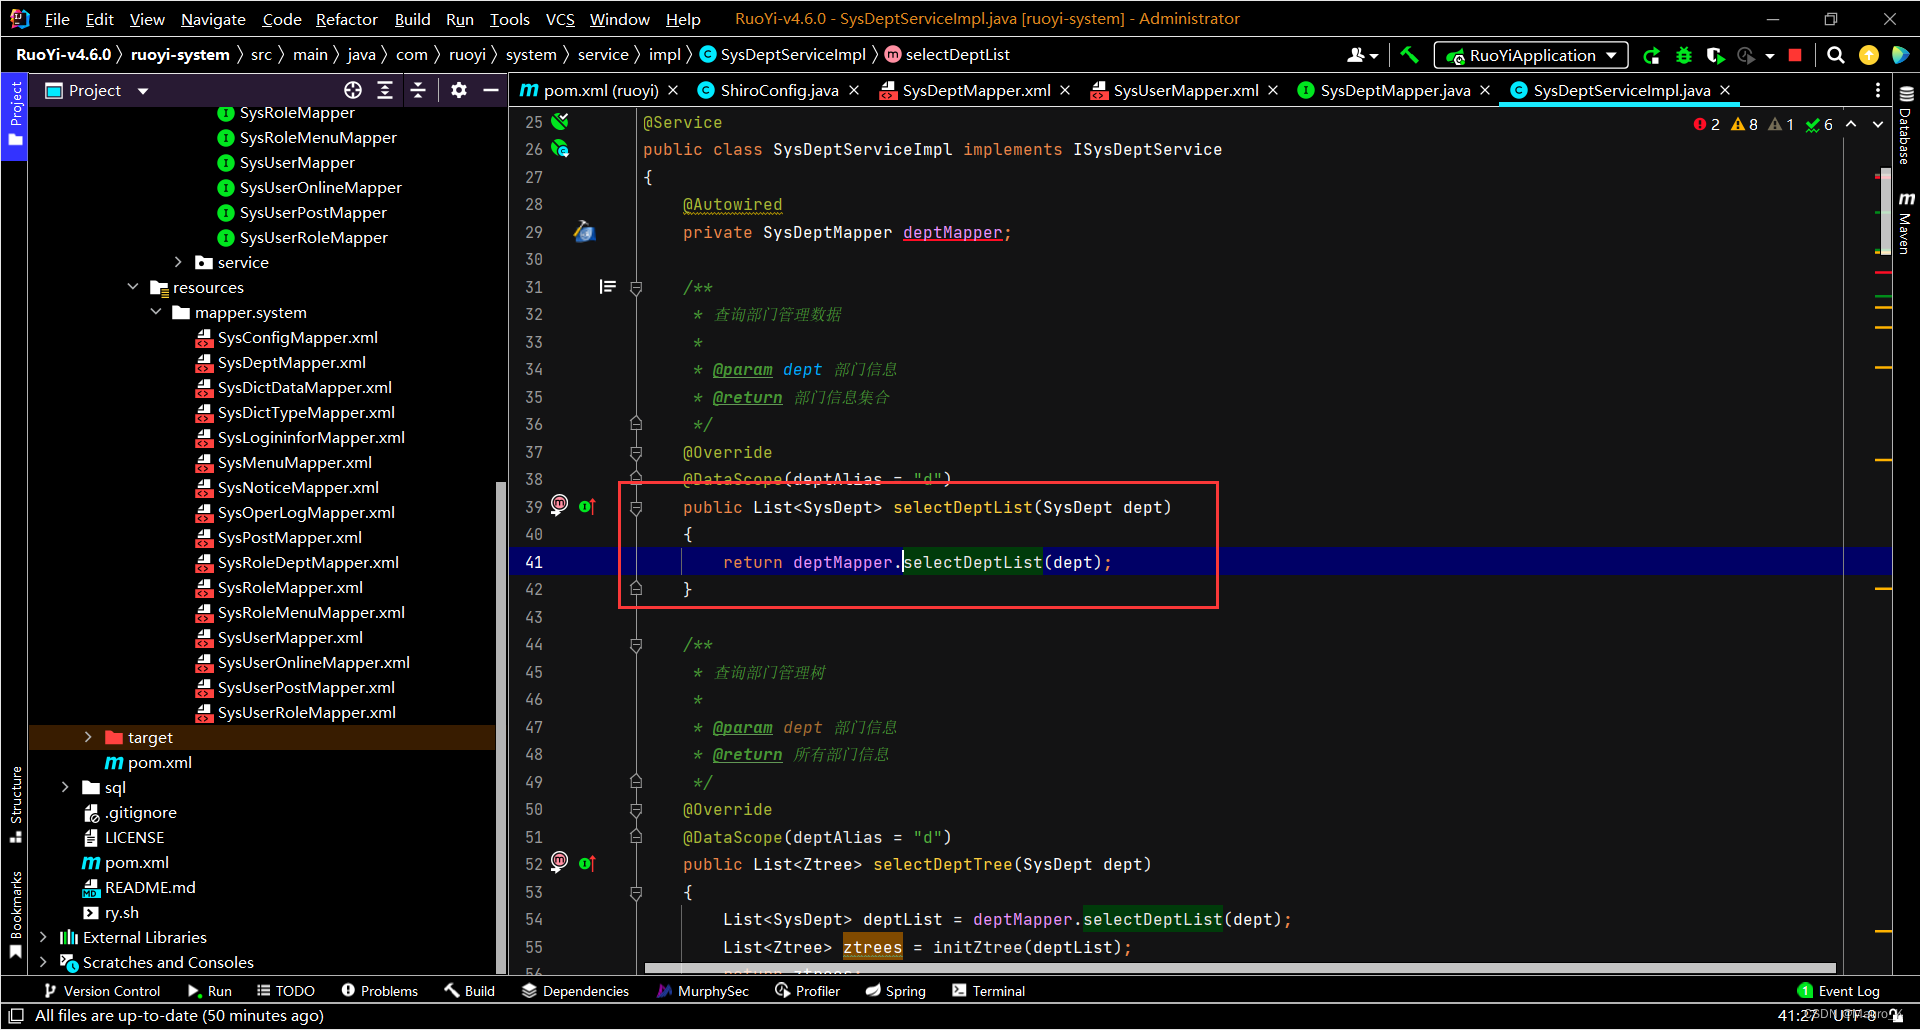 File Edit View Navigate Code Refactor Build Run Tools VCS Window Help RuoYi-v4.6.0 - SysDeptServiceImpl.java [ruoyi-system] - Administrator
RuoYi-v4.6.0 ruoyi-system src main java com ruoyi system service impl SysDeptServiceImpl selectDeptList RuoYiApplication
Project
pom.xml (ruoyi) ShiroConfig.java SysDeptMapper.xml SysUserMapper.xml SysDeptMapper.java SysDeptServiceImpl.java
Project
Structure
Bookmarks
SysRoleMapper
SysRoleMenuMapper
SysUserMapper
SysUserOnlineMapper
SysUserPostMapper
SysUserRoleMapper
service
resources
mapper.system
SysConfigMapper.xml
SysDeptMapper.xml
SysDictDataMapper.xml
SysDictTypeMapper.xml
SysLogininforMapper.xml
SysMenuMapper.xml
SysNoticeMapper.xml
SysOperLogMapper.xml
SysPostMapper.xml
SysRoleDeptMapper.xml
SysRoleMapper.xml
SysRoleMenuMapper.xml
SysUserMapper.xml
SysUserOnlineMapper.xml
SysUserPostMapper.xml
SysUserRoleMapper.xml
target
pom.xml
sql
.gitignore
LICENSE
pom.xml
README.md
ry.sh
External Libraries
Scratches and Consoles
2 8 1 6
25 @Service
26 public class SysDeptServiceImpl implements ISysDeptService
27 {
28 @Autowired
29 private SysDeptMapper deptMapper;
30
31 /**
32 * 查询部门管理数据
33 *
34 * @param dept 部门信息
35 * @return 部门信息集合
36 */
37 @Override
38 @DataScope(deptAlias = "d")
39 public List<SysDept> selectDeptList(SysDept dept)
40 {
41 return deptMapper.selectDeptList(dept);
42 }
43
44 /**
45 * 查询部门管理树
46 *
47 * @param dept 部门信息
48 * @return 所有部门信息
49 */
50 @Override
51 @DataScope(deptAlias = "d")
52 public List<Ztree> selectDeptTree(SysDept dept)
53 {
54 List<SysDept> deptList = deptMapper.selectDeptList(dept);
55 List<Ztree> ztrees = initZtree(deptList);
56 return ztrees;
Database
Maven
Version Control Run TODO Problems Build Dependencies MurphySec Profiler Spring Terminal 1 Event Log
All files are up-to-date (50 minutes ago) 41:27 UTF-8